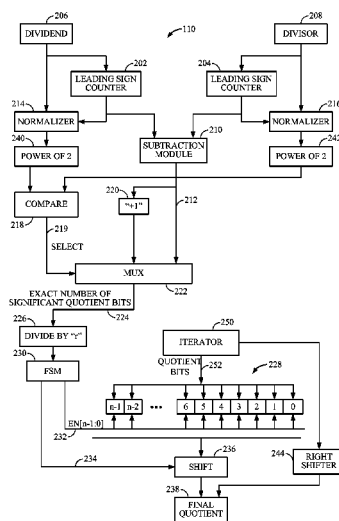 206
DIVIDEND
110
208
DIVISOR
202
LEADING SIGN
COUNTER
204
LEADING SIGN
COUNTER
214
NORMALIZER
216
NORMALIZER
210
SUBTRACTION
MODULE
240
POWER OF 2
242
POWER OF 2
220
"+1"
212
COMPARE
218
219
SELECT
MUX
222
EXACT NUMBER OF
SIGNIFICANT QUOTIENT BITS
224
226
DIVIDE BY "r"
230
FSM
250
ITERATOR
QUOTIENT
BITS
252
228
n-1 n-2 ••• 6 5 4 3 2 1 0
EN[n-1:0]
232
234
236
SHIFT
RIGHT
SHIFTER
244
238
FINAL
QUOTIENT